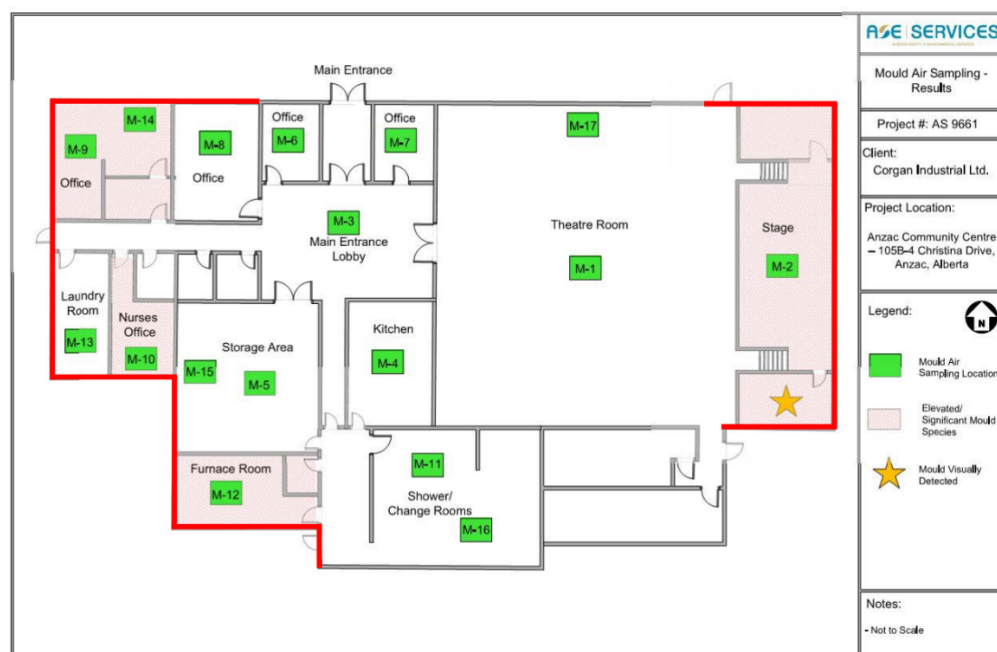 Main Entrance
M-14
M-9
Office
M-8
Office
Office
M-6
Office
M-7
M-3
Main Entrance
Lobby
M-17
Theatre Room
M-1
Stage
M-2
Laundry
Room
M-13
Nurses
Office
M-10
Storage Area
M-15
M-5
Kitchen
M-4
Furnace Room
M-12
M-11
Shower/
Change Rooms
M-16
ASE SERVICES
Mould Air Sampling -
Results
Project #: AS 9661
Client:
Corgan Industrial Ltd.
Project Location:
Anzac Community Centre
– 105B-4 Christina Drive,
Anzac, Alberta
Legend:
N
Mould Air
Sampling Location
Elevated/
Significant Mould
Species
Mould Visually
Detected
Notes:
- Not to Scale